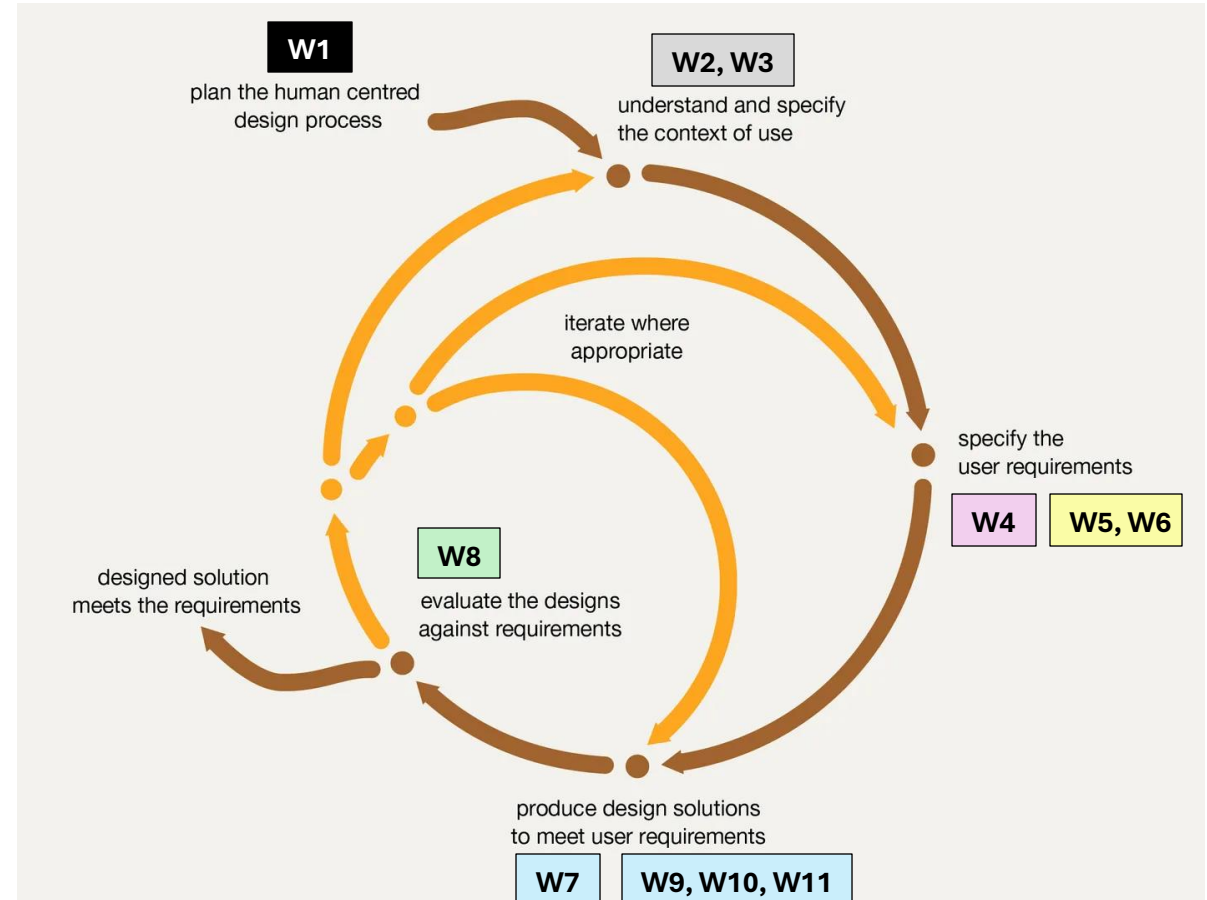 W1
plan the human centred
design process
W2, W3
understand and specify
the context of use
iterate where
appropriate
specify the
user requirements
W4
W5, W6
W8
evaluate the designs
against requirements
designed solution
meets the requirements
produce design solutions
to meet user requirements
W7
W9, W10, W11